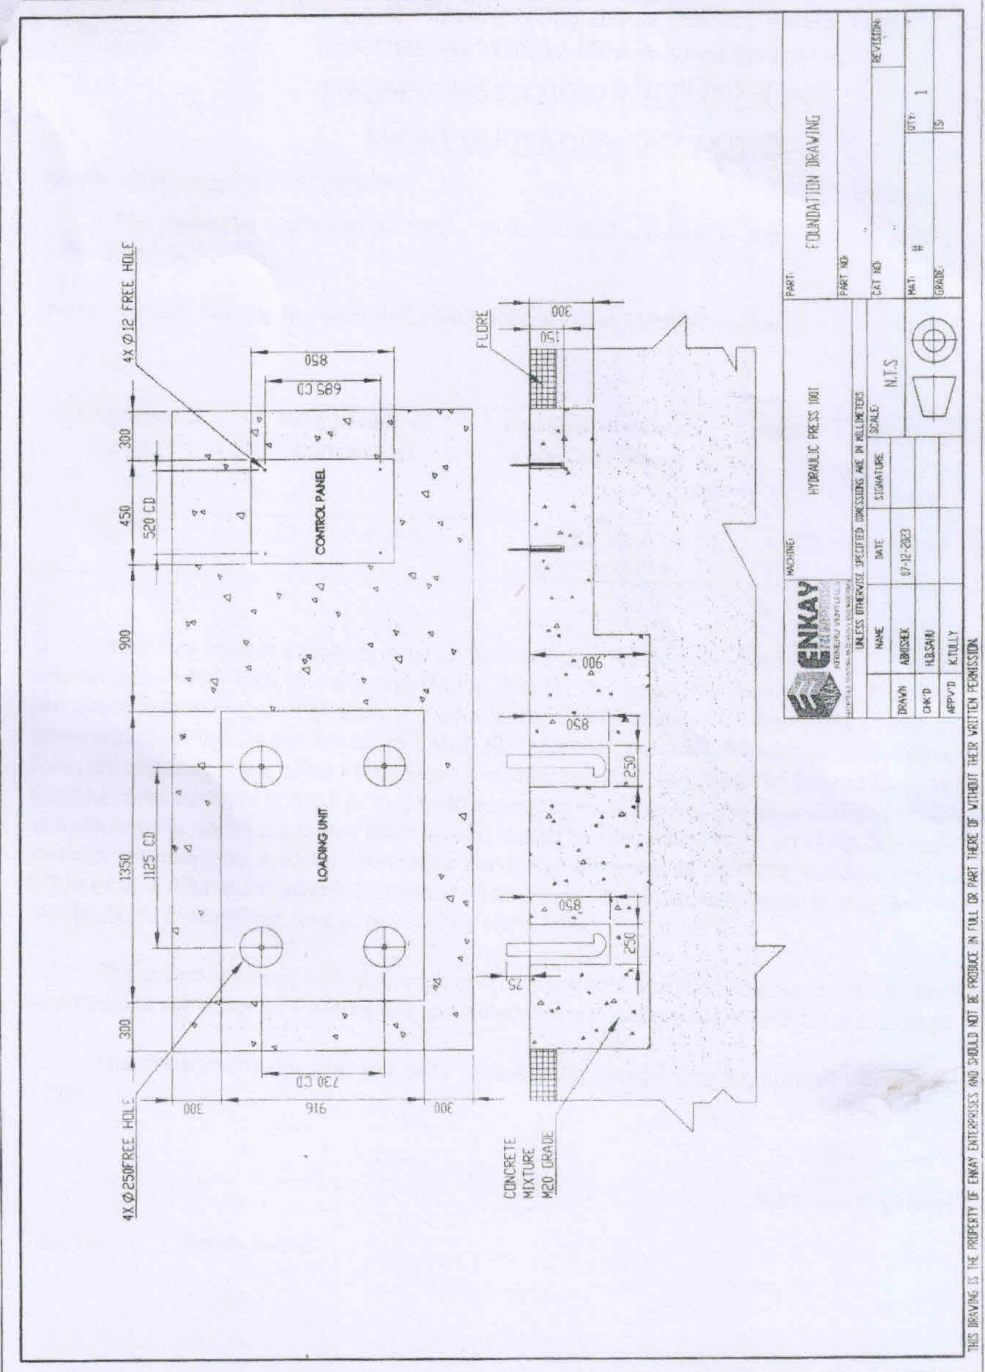 4X Ø250FREE HOLE
300
1350
900
450
300
1125 CD
520 CD
4X Ø12 FREE HOLE
300
916
300
730 CD
LOADING UNIT
CONTROL PANEL
685 CD
850
CONCRETE
MIXTURE
M20 GRADE
75
850
250
850
250
900
FLORE
150
300
ENKAY
MACHINE:
HYDRAULIC PRESS 100T
PART:
FOUNDATION DRAWING
UNLESS OTHERWISE SPECIFIED DIMESSIONS ARE IN MILLIMETERS
PART NO:
NAME
DATE
SIGNATURE
SCALE:
N.T.S
CAT NO:
REVISION:
DRAWN
ABHISHEK
07-12-2023
MAT:
#
QTY:
1
CHK'D
H.B.SAHU
APPV'D
K.TULLY
GRADE:
IS:
THIS DRAWING IS THE PROPERTY OF ENKAY ENTERPRISES AND SHOULD NOT BE PRODUCE IN FULL OR PART THERE OF WITHOUT THEIR WRITTEN PERMISSION